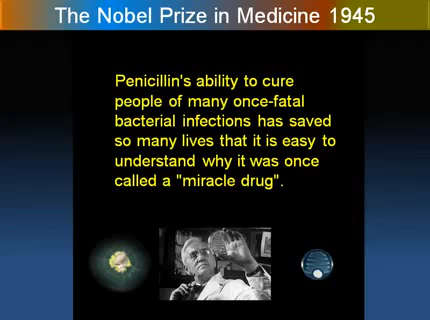 The Nobel Prize in Medicine 1945
Penicillin's ability to cure
people of many once-fatal
bacterial infections has saved
so many lives that it is easy to
understand why it was once
called a "miracle drug".